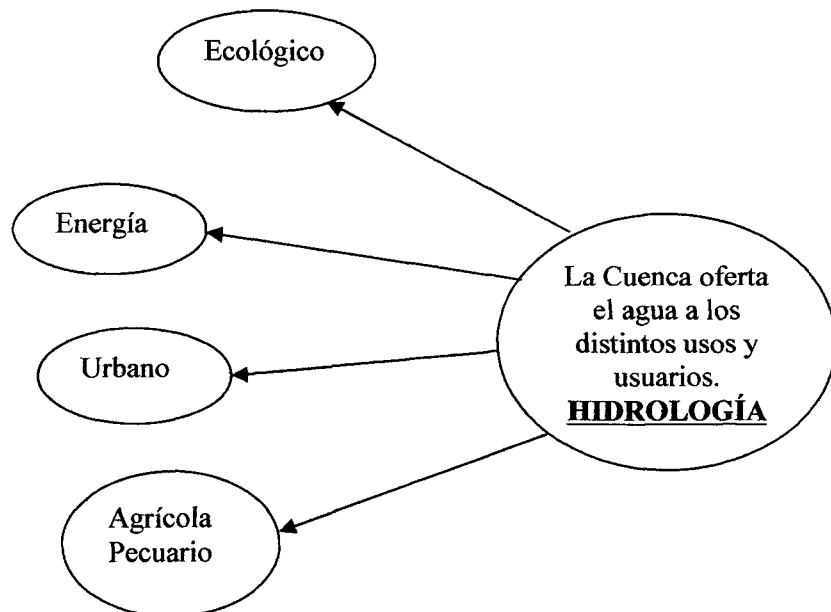 Ecológico
Energía
Urbano
Agrícola
Pecuario
La Cuenca oferta
el agua a los
distintos usos y
usuarios.
HIDROLOGÍA